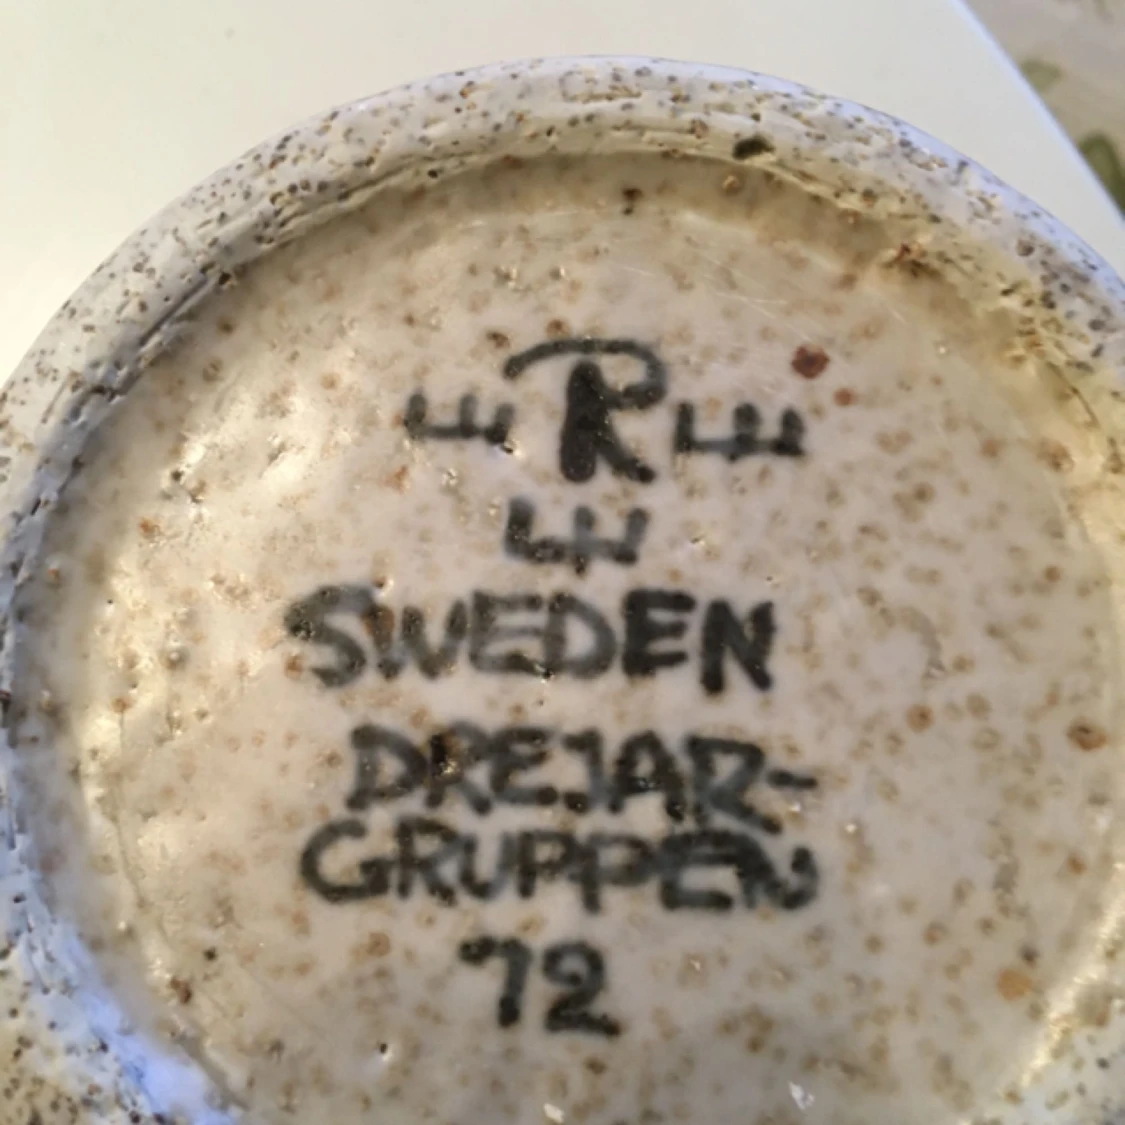 R
SWEDEN
DREJAR-
GRUPPEN
72